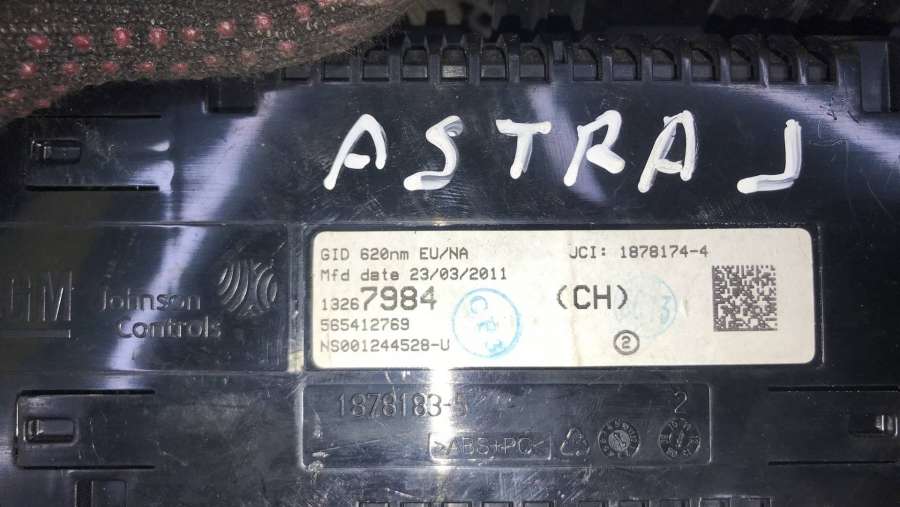 ASTRA J
GID 620nm EU/NA JCI: 1878174-4
Mfd date 23/03/2011
13267984 (CH)
565412769
NS001244528-U
2
GM
Johnson
Controls
1878183-5 2
>ABS+PC<